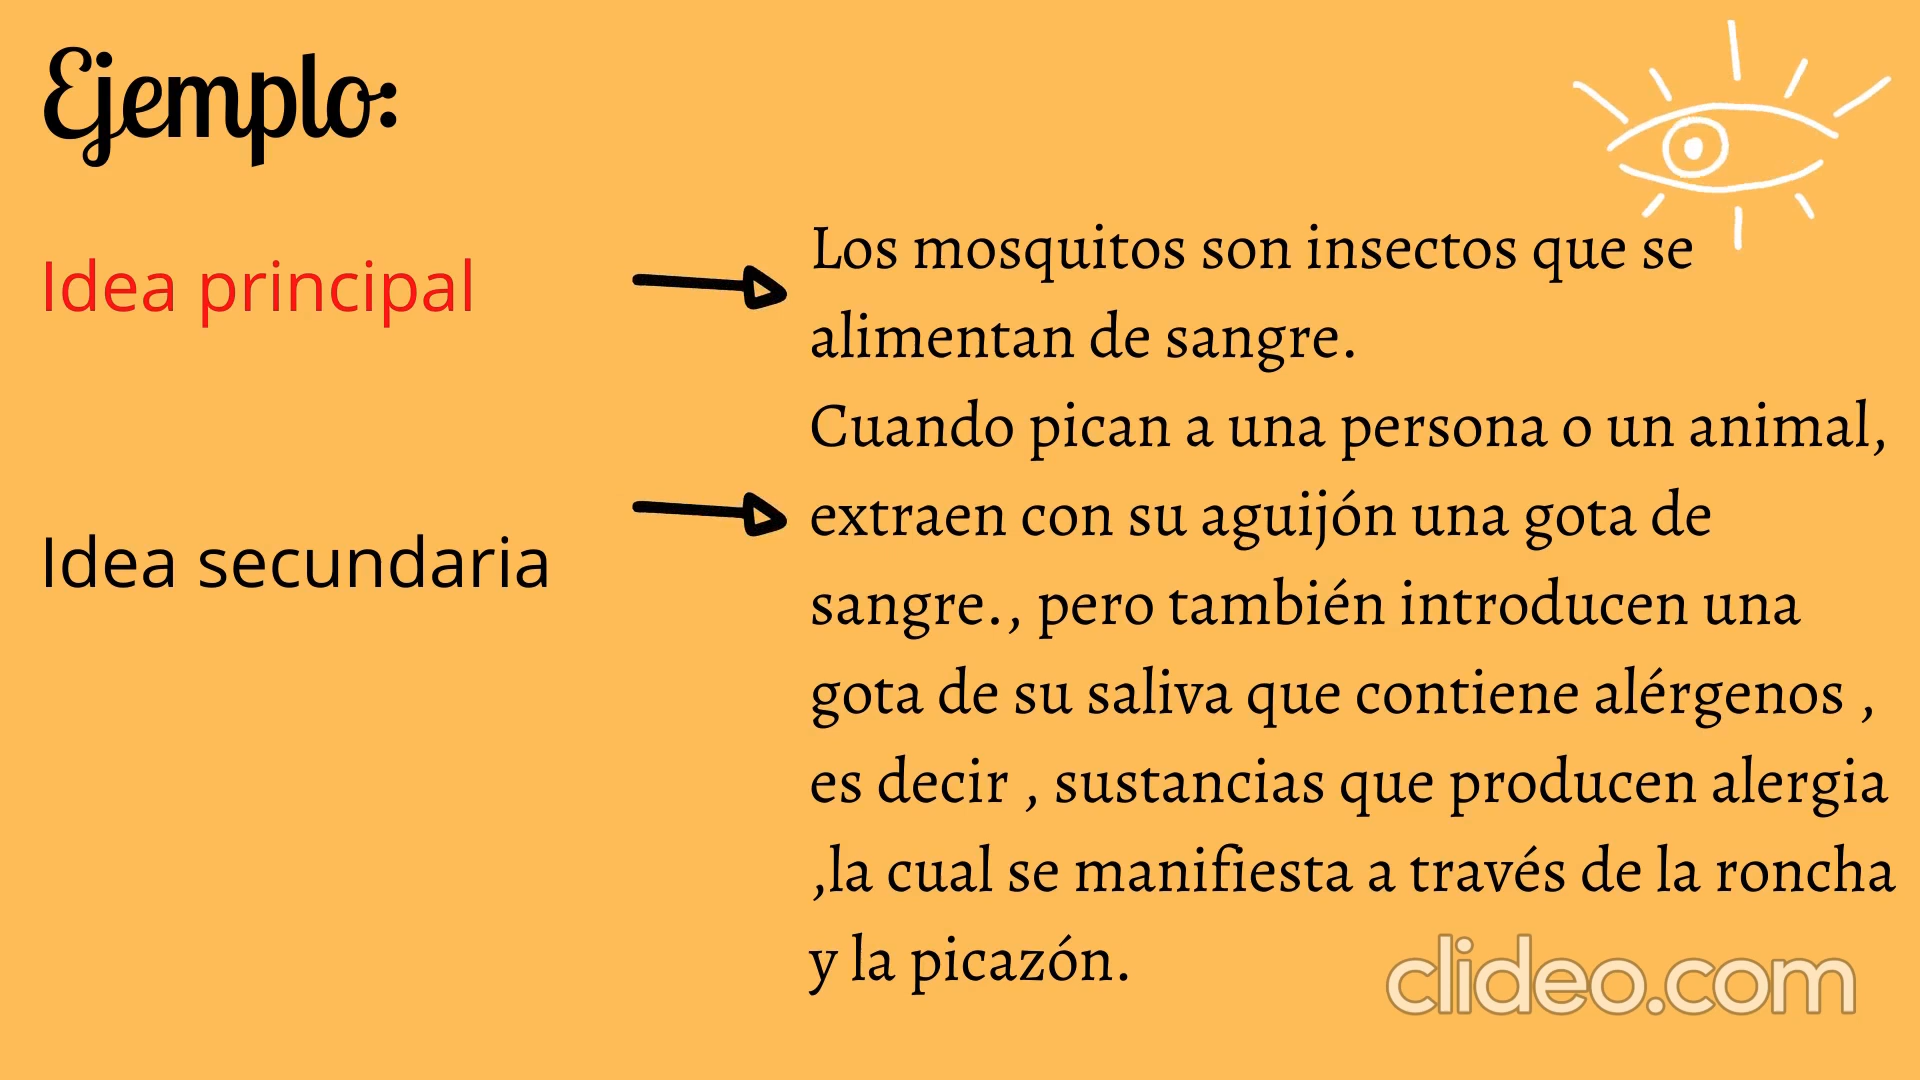 Ejemplo:
Idea principal
Los mosquitos son insectos que se
alimentan de sangre.
Idea secundaria
Cuando pican a una persona o un animal,
extraen con su aguijón una gota de
sangre., pero también introducen una
gota de su saliva que contiene alérgenos ,
es decir , sustancias que producen alergia
,la cual se manifiesta a través de la roncha
y la picazón.
clideo.com